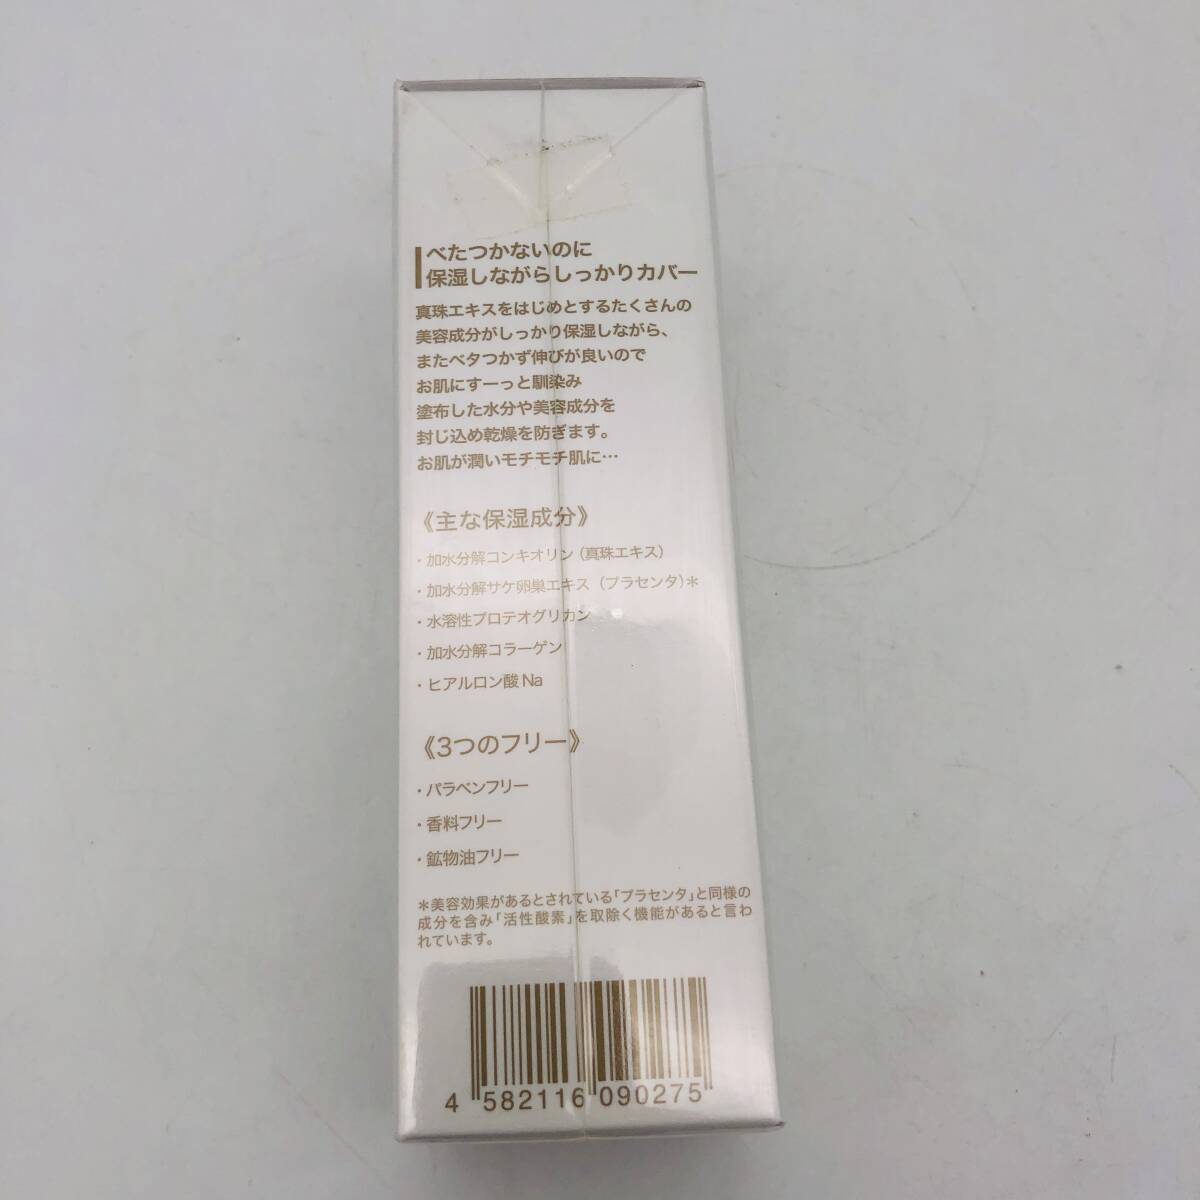 べたつかないのに
保湿しながらしっかりカバー
真珠エキスをはじめとするたくさんの
美容成分がしっかり保湿しながら、
またベタつかず伸びが良いので
お肌にすーっと馴染み
塗布した水分や美容成分を
封じ込め乾燥を防ぎます。
お肌が潤いモチモチ肌に…
《主な保湿成分》
・加水分解コンキオリン（真珠エキス）
・加水分解サケ卵巣エキス（プラセンタ）＊
・水溶性プロテオグリカン
・加水分解コラーゲン
・ヒアルロン酸Na
《3つのフリー》
・パラベンフリー
・香料フリー
・鉱物油フリー
＊美容効果があるとされている「プラセンタ」と同様の
成分を含み「活性酸素」を取除く機能があると言わ
れています。
4 582116 090275